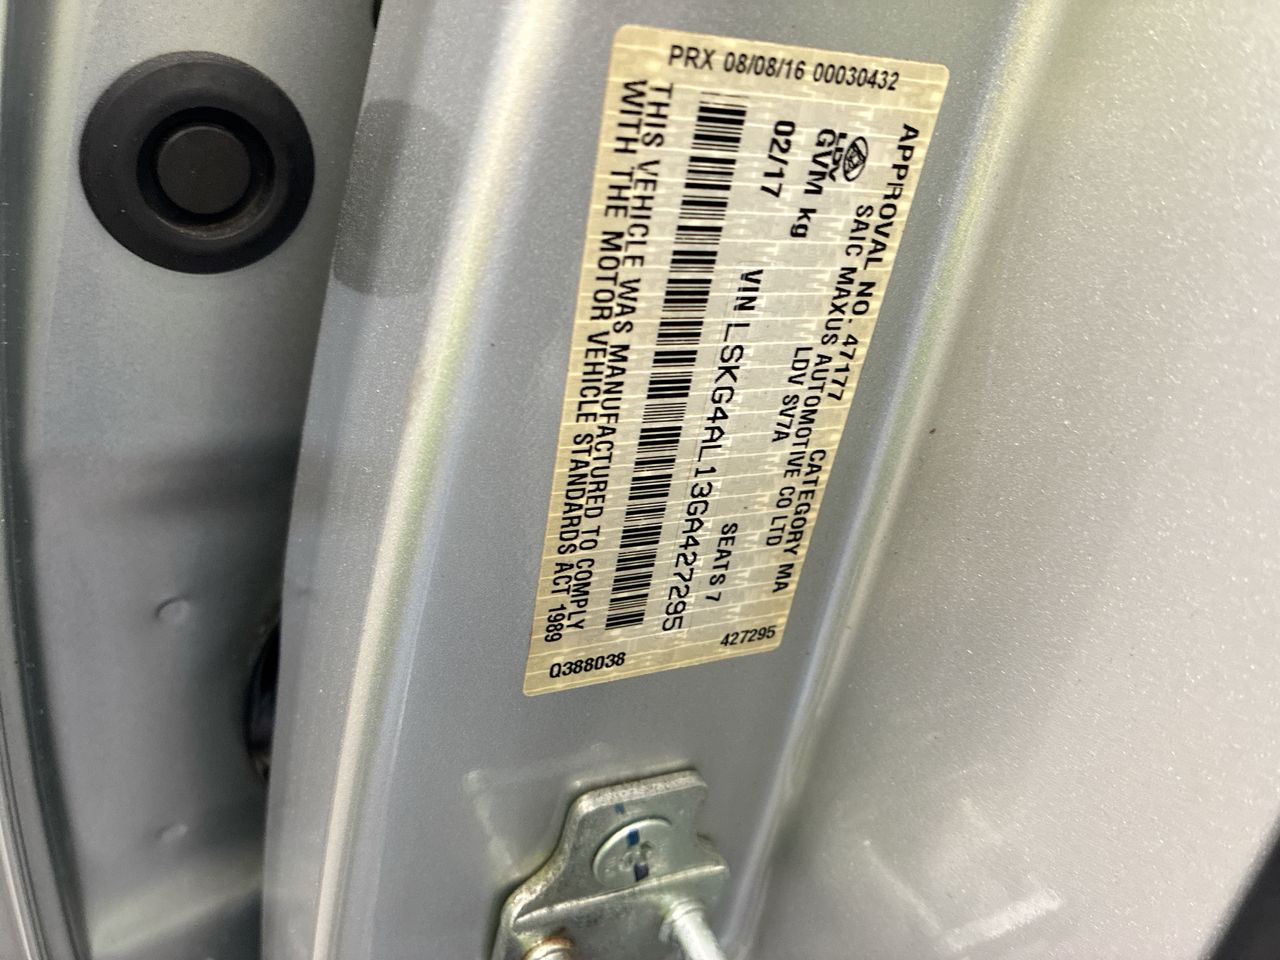 PRX 08/08/16 00030432
APPROVAL NO. 47177 CATEGORY MA
SAIC MAXUS AUTOMOTIVE CO LTD
LDV
LDV SV7A
GVM kg
02/17 SEATS 7
VIN LSKG4AL13GA427295
THIS VEHICLE WAS MANUFACTURED TO COMPLY
WITH THE MOTOR VEHICLE STANDARDS ACT 1989
Q388038
427295